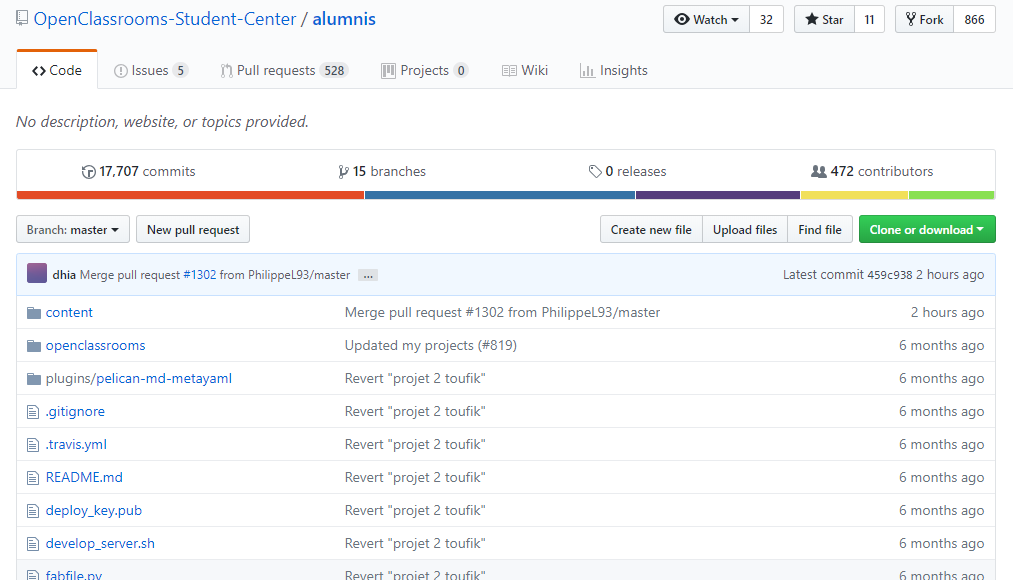 OpenClassrooms-Student-Center / alumnis
Watch 32 Star 11 Fork 866
Code Issues 5 Pull requests 528 Projects 0 Wiki Insights
No description, website, or topics provided.
17,707 commits 15 branches 0 releases 472 contributors
Branch: master New pull request Create new file Upload files Find file Clone or download
dhia Merge pull request #1302 from PhilippeL93/master ... Latest commit 459c938 2 hours ago
content Merge pull request #1302 from PhilippeL93/master 2 hours ago
openclassrooms Updated my projects (#819) 6 months ago
plugins/pelican-md-metayaml Revert "projet 2 toufik" 6 months ago
.gitignore Revert "projet 2 toufik" 6 months ago
.travis.yml Revert "projet 2 toufik" 6 months ago
README.md Revert "projet 2 toufik" 6 months ago
deploy_key.pub Revert "projet 2 toufik" 6 months ago
develop_server.sh Revert "projet 2 toufik" 6 months ago
fabfile.py Revert "projet 2 toufik" 6 months ago